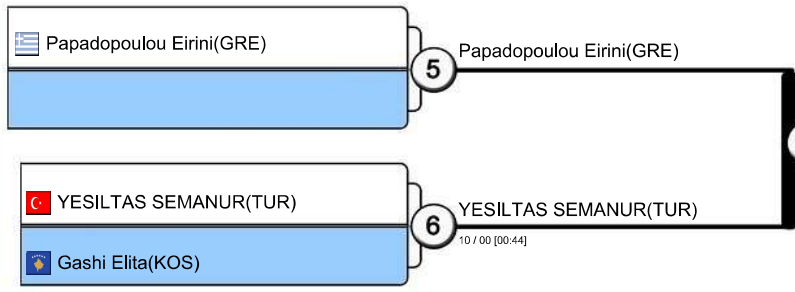 Papadopoulou Eirini(GRE)
5
Papadopoulou Eirini(GRE)
YESILTAS SEMANUR(TUR)
6
YESILTAS SEMANUR(TUR)
10 / 00 [00:44]
Gashi Elita(KOS)